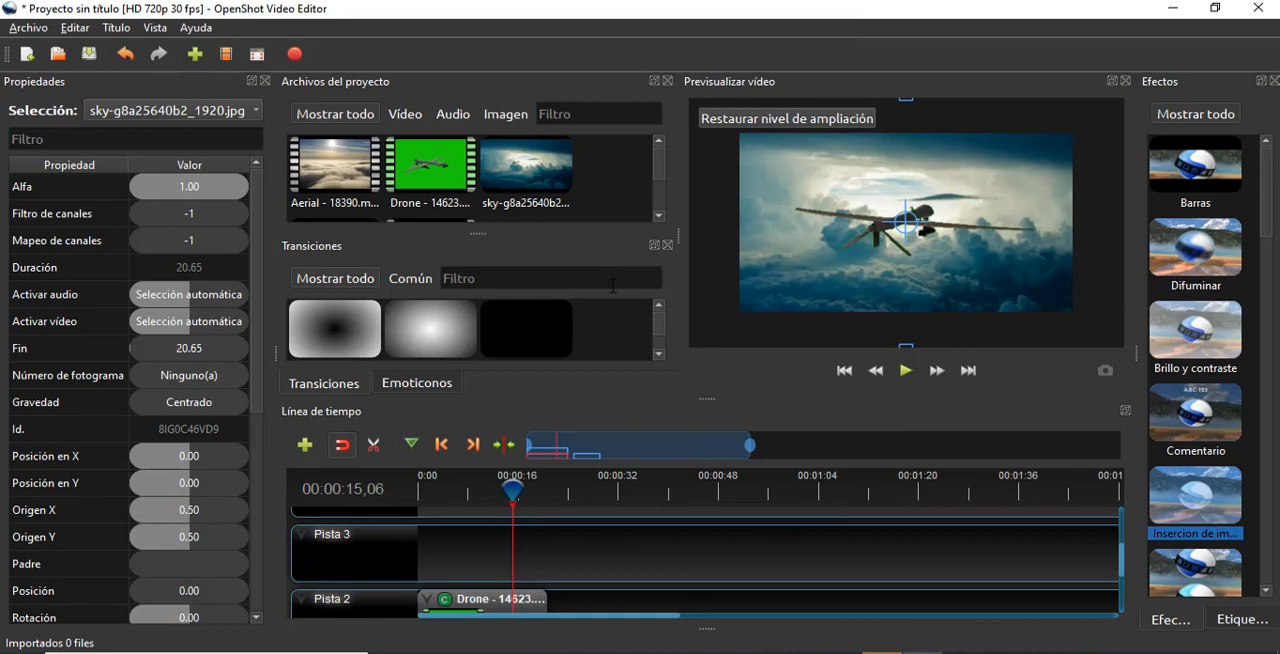 * Proyecto sin título [HD 720p 30 fps] - OpenShot Video Editor
Archivo Editar Título Vista Ayuda
Propiedades
Selección: sky-g8a25640b2_1920.jpg
Filtro
Propiedad Valor
Alfa 1.00
Filtro de canales -1
Mapeo de canales -1
Duración 20.65
Activar audio Selección automática
Activar vídeo Selección automática
Fin 20.65
Número de fotograma Ninguno(a)
Gravedad Centrado
Id. 8IG0C46VD9
Posición en X 0.00
Posición en Y 0.00
Origen X 0.50
Origen Y 0.50
Padre
Posición 0.00
Rotación 0.00
Importados 0 files
Archivos del proyecto
Mostrar todo Vídeo Audio Imagen Filtro
Aerial - 18390.m... Drone - 14623.... sky-g8a25640b2...
Transiciones
Mostrar todo Común Filtro
Transiciones Emoticonos
Previsualizar vídeo
Restaurar nivel de ampliación
Línea de tiempo
00:00:15,06
0:00 00:00:16 00:00:32 00:00:48 00:01:04 00:01:20 00:01:36 00:01
Pista 3
Pista 2
C Drone - 14623....
Efectos
Mostrar todo
Barras
Difuminar
Brillo y contraste
ABC 123
Comentario
Insercion de im...
Efec... Etique...